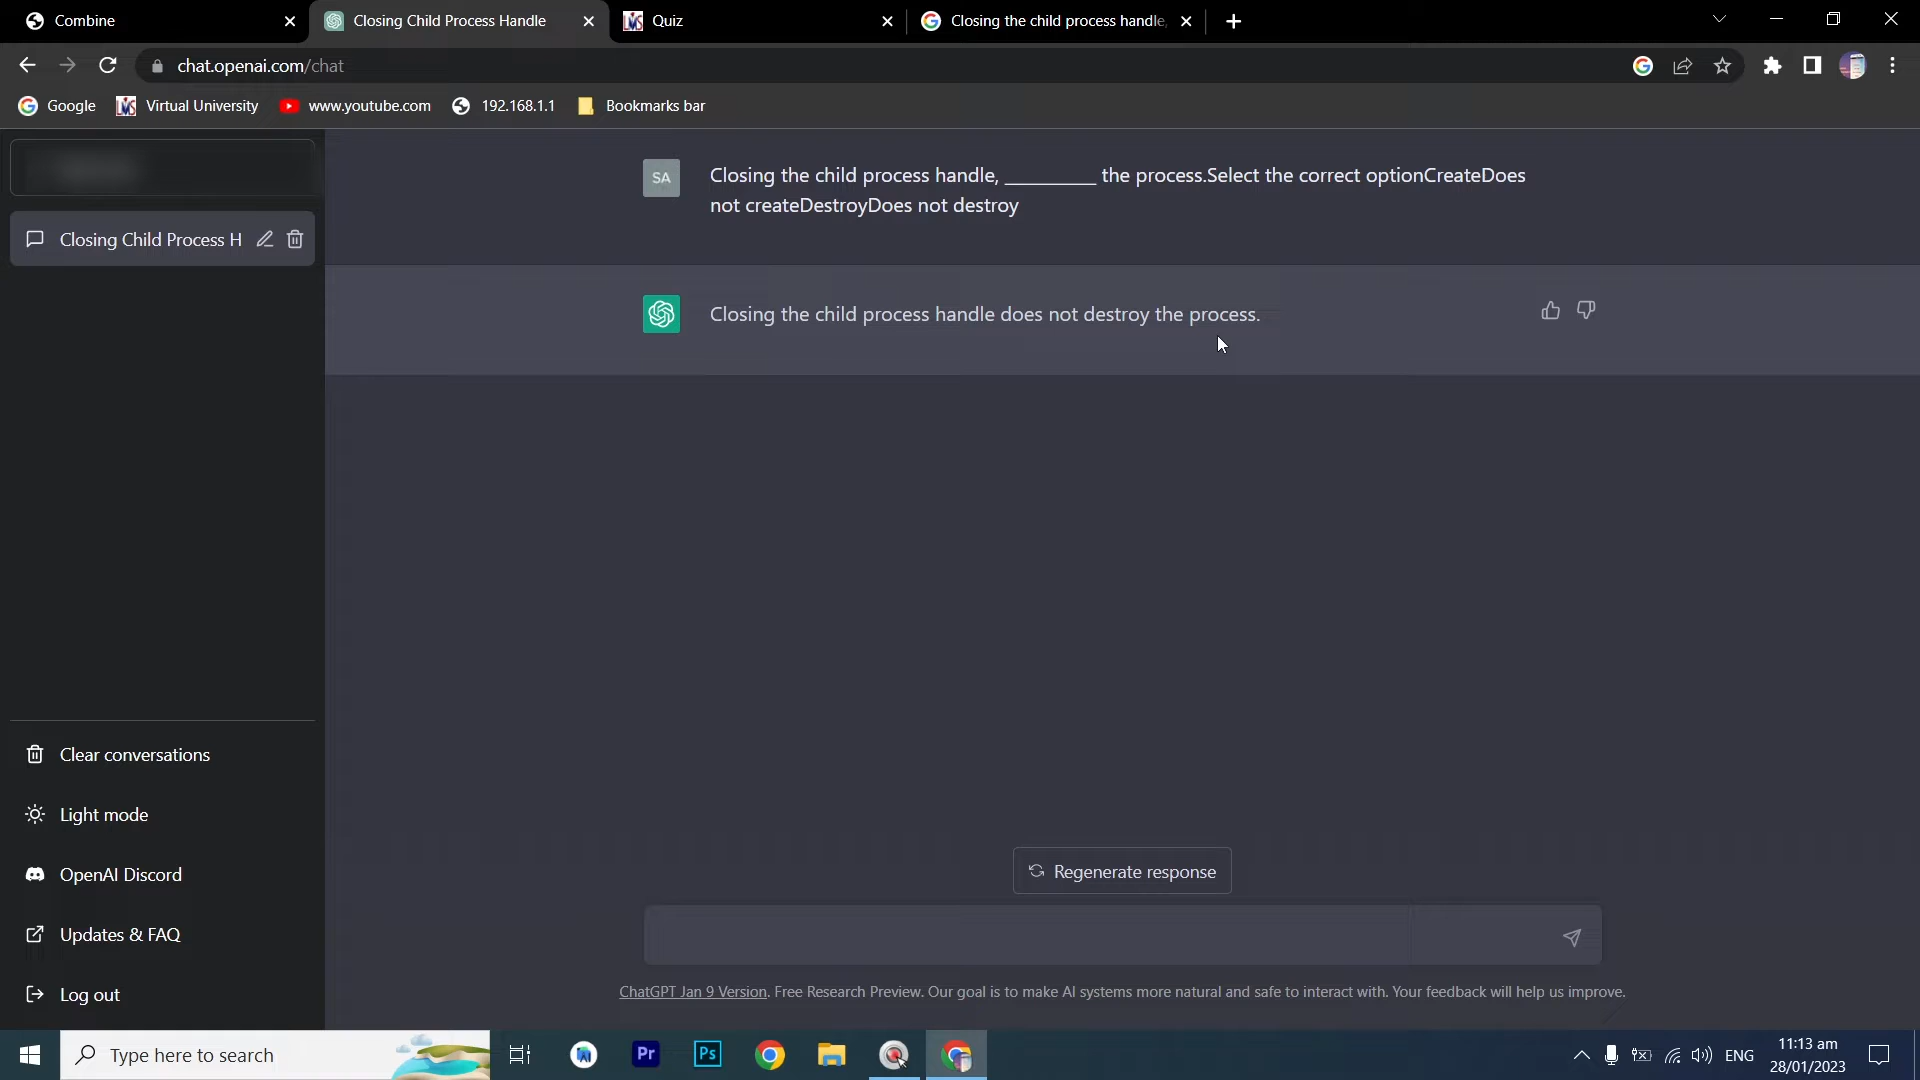 Combine
Closing Child Process Handle
Quiz
Closing the child process handle,
chat.openai.com/chat
Google
Virtual University
www.youtube.com
192.168.1.1
Bookmarks bar
Closing Child Process H
SA
Closing the child process handle, __________ the process.Select the correct optionCreateDoes
not createDestroyDoes not destroy
Closing the child process handle does not destroy the process.
Clear conversations
Light mode
OpenAI Discord
Updates & FAQ
Log out
Regenerate response
ChatGPT Jan 9 Version. Free Research Preview. Our goal is to make AI systems more natural and safe to interact with. Your feedback will help us improve.
Type here to search
Pr
Ps
ENG
11:13 am
28/01/2023